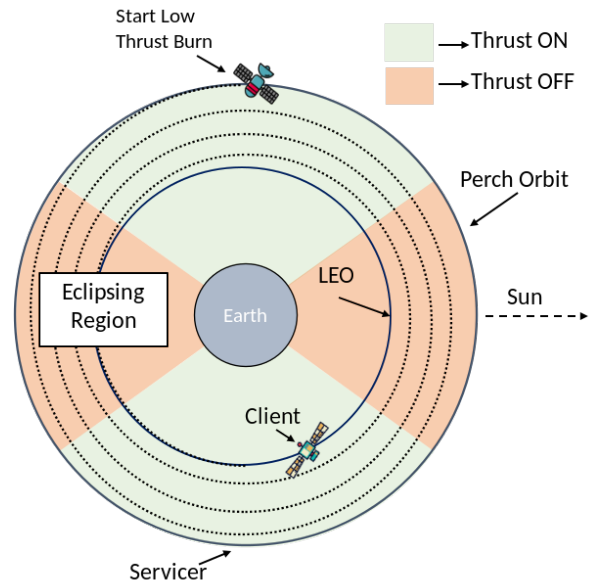 Start Low
Thrust Burn
Thrust ON
Thrust OFF
Perch Orbit
LEO
Eclipsing
Region
Earth
Sun
Client
Servicer